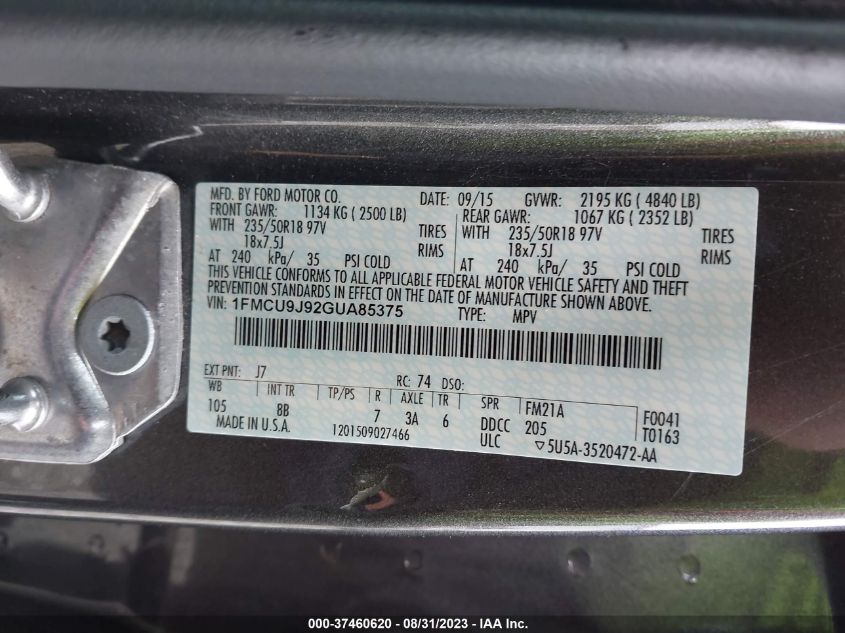 MFD. BY FORD MOTOR CO. DATE: 09/15 GVWR: 2195 KG ( 4840 LB)
FRONT GAWR: 1134 KG ( 2500 LB) REAR GAWR: 1067 KG ( 2352 LB)
WITH 235/50R18 97V TIRES WITH 235/50R18 97V TIRES
18x7.5J RIMS 18x7.5J RIMS
AT 240 kPa/ 35 PSI COLD AT 240 kPa/ 35 PSI COLD
THIS VEHICLE CONFORMS TO ALL APPLICABLE FEDERAL MOTOR VEHICLE SAFETY AND THEFT
PREVENTION STANDARDS IN EFFECT ON THE DATE OF MANUFACTURE SHOWN ABOVE.
VIN: 1FMCU9J92GUA85375 TYPE: MPV
EXT PNT: J7 RC: 74 DSO:
WB INT TR TP/PS R AXLE TR SPR FM21A F0041
105 8B 7 3A 6 DDCC 205 T0163
MADE IN U.S.A. 1201509027466 ULC ▽5U5A-3520472-AA
000-37460620 - 08/31/2023 - IAA Inc.